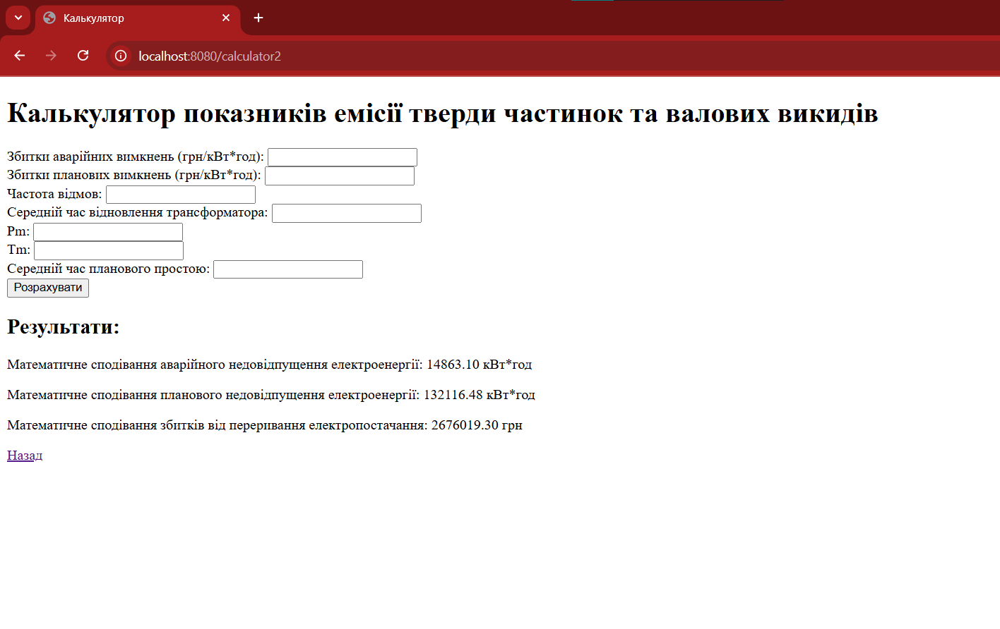 Калькулятор
localhost:8080/calculator2
Калькулятор показників емісії тверди частинок та валових викидів
Збитки аварійних вимкнень (грн/кВт*год):
Збитки планових вимкнень (грн/кВт*год):
Частота відмов:
Середній час відновлення трансформатора:
Pm:
Tm:
Середній час планового простою:
Розрахувати
Результати:
Математичне сподівання аварійного недовідпущення електроенергії: 14863.10 кВт*год
Математичне сподівання планового недовідпущення електроенергії: 132116.48 кВт*год
Математичне сподівання збитків від переривання електропостачання: 2676019.30 грн
Назад